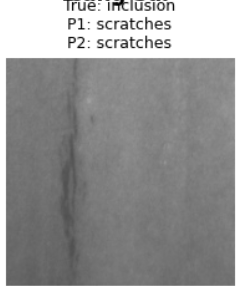 True: inclusion
P1: scratches
P2: scratches